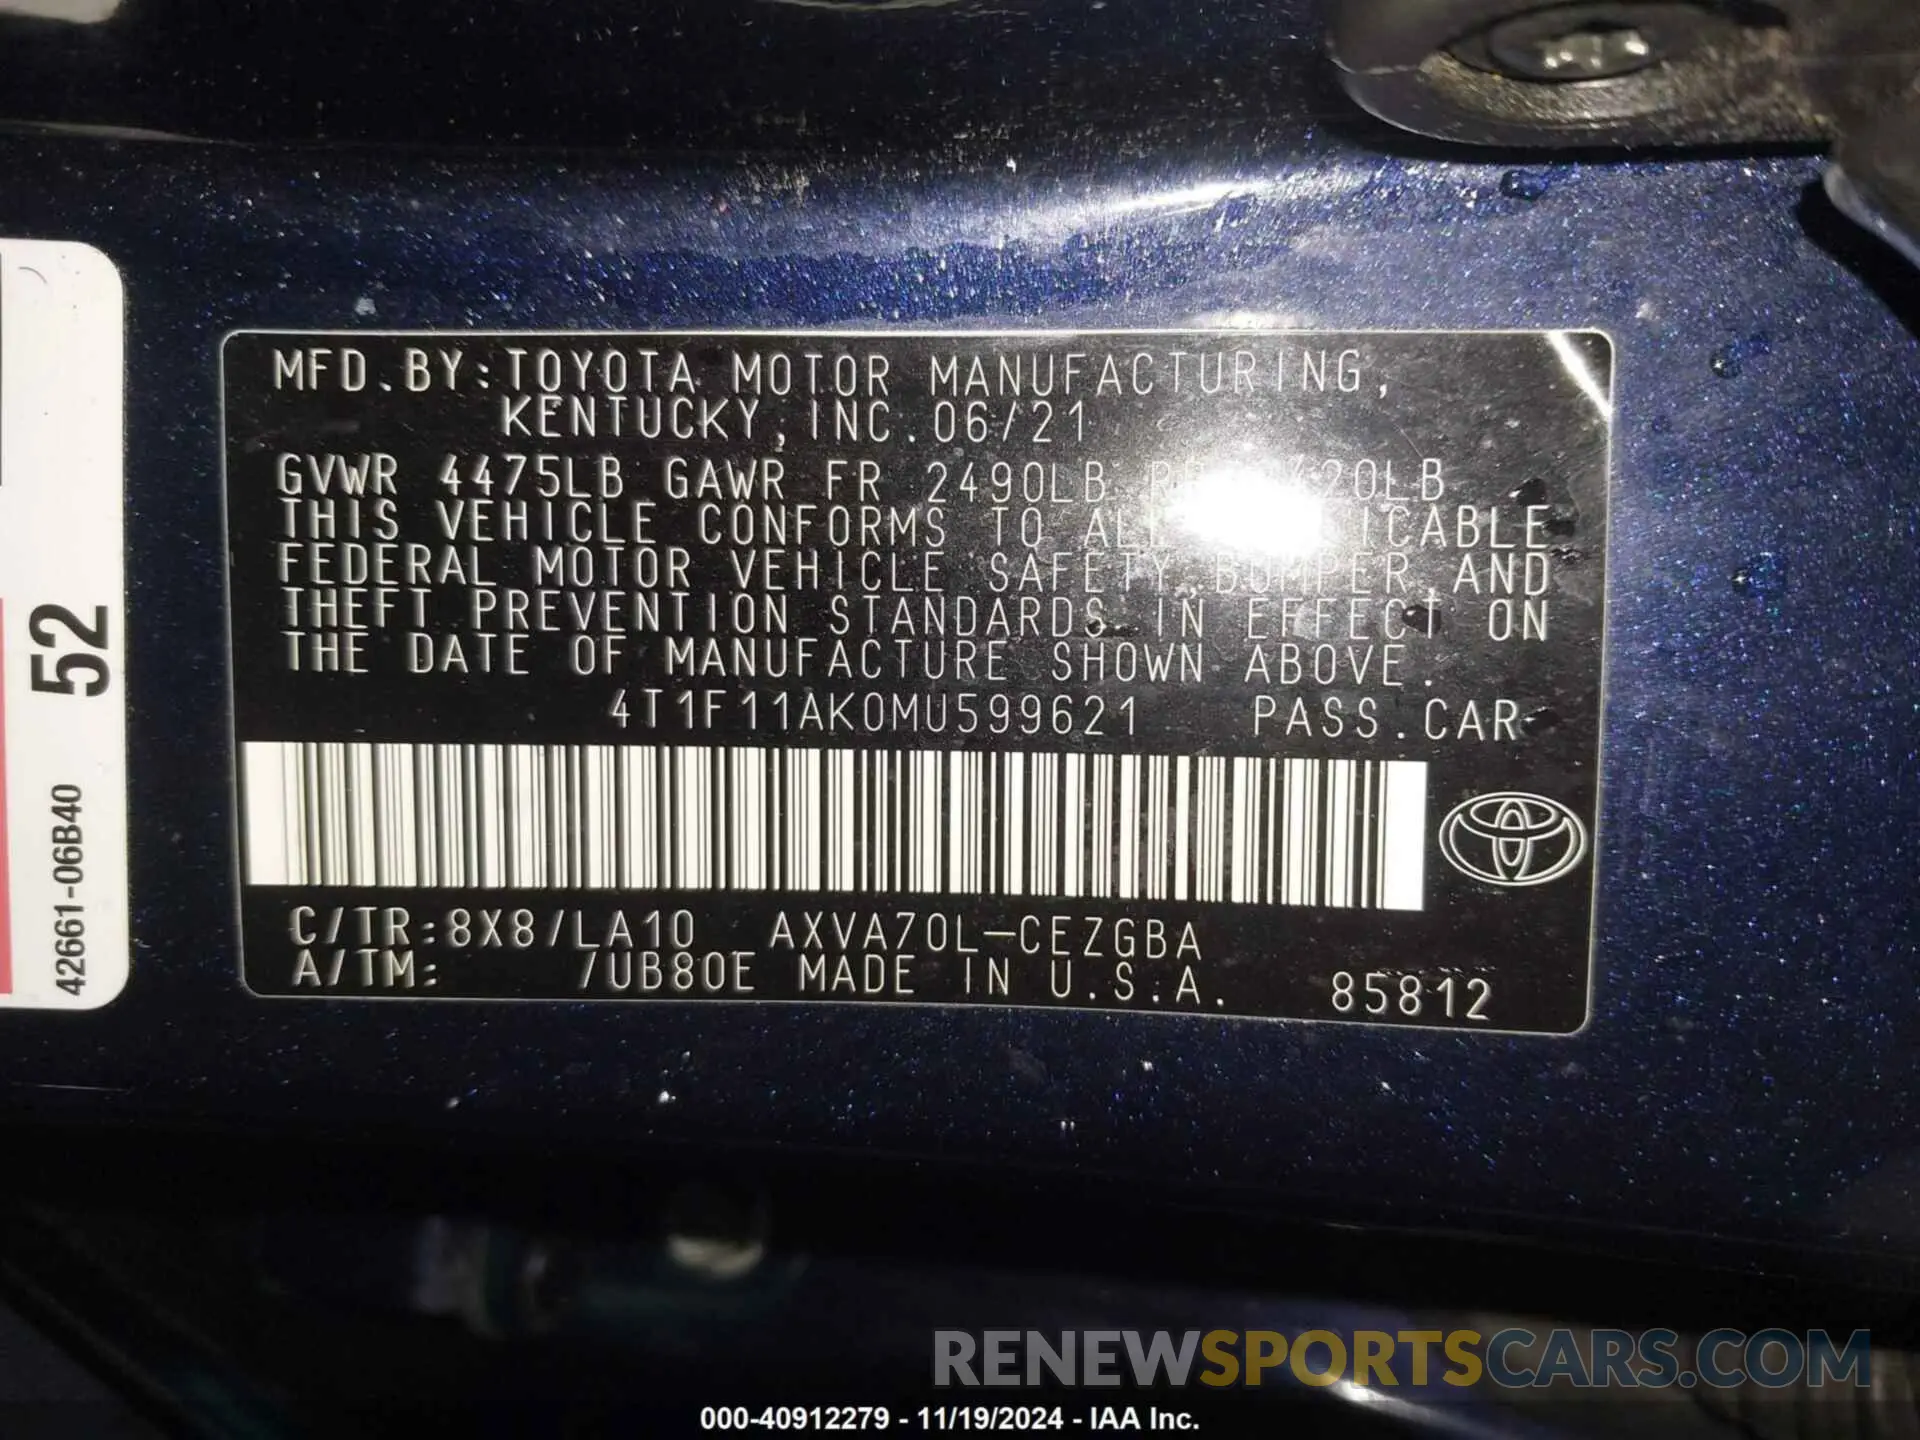 MFD.BY:TOYOTA MOTOR MANUFACTURING,
KENTUCKY, INC. 06/21
GVWR 4475LB GAWR FR 2490LB
THIS VEHICLE CONFORMS TO ALL
FEDERAL MOTOR VEHICLE SAFETY, BUMPER, AND
THEFT PREVENTION STANDARDS IN EFFECT ON
THE DATE OF MANUFACTURE SHOWN ABOVE.
4T1F11AK0MU599621 PASS.CAR
C/TR:8X8/LA10 AXVA70L-CEZGBA
A/TM: /UB80E MADE IN U.S.A. 85812
52
42661-06B40
RENEWSPORTSCARS.COM
000-40912279 - 11/19/2024 - IAA Inc.